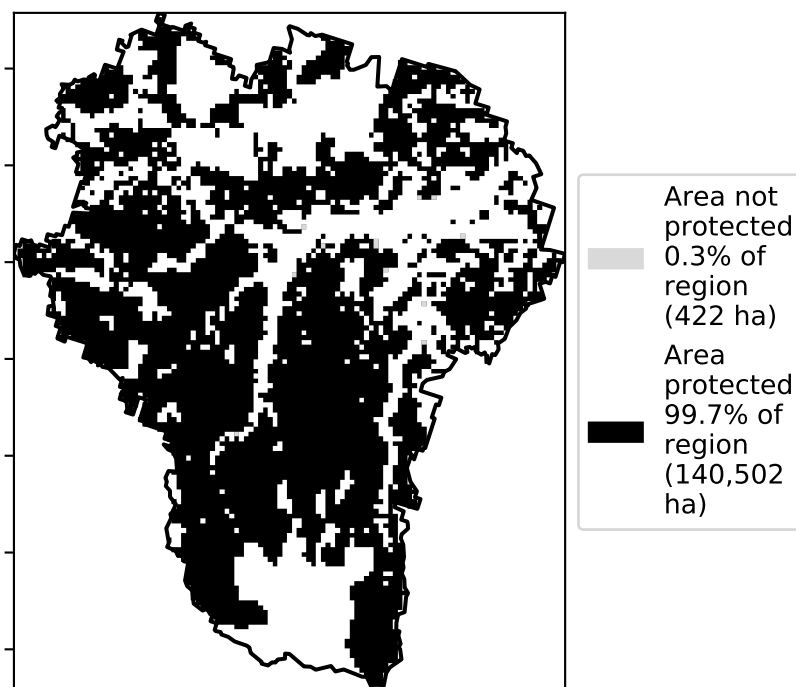 Area not
protected
0.3% of
region
(422 ha)
Area
protected
99.7% of
region
(140,502
ha)